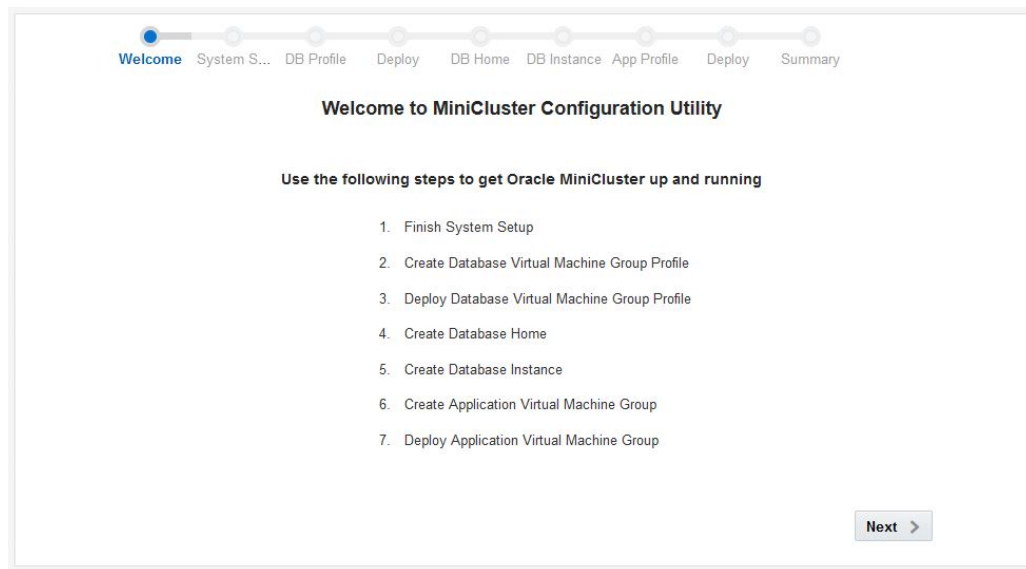 Welcome System S... DB Profile Deploy DB Home DB Instance App Profile Deploy Summary
Welcome to MiniCluster Configuration Utility
Use the following steps to get Oracle MiniCluster up and running
1. Finish System Setup
2. Create Database Virtual Machine Group Profile
3. Deploy Database Virtual Machine Group Profile
4. Create Database Home
5. Create Database Instance
6. Create Application Virtual Machine Group
7. Deploy Application Virtual Machine Group
Next